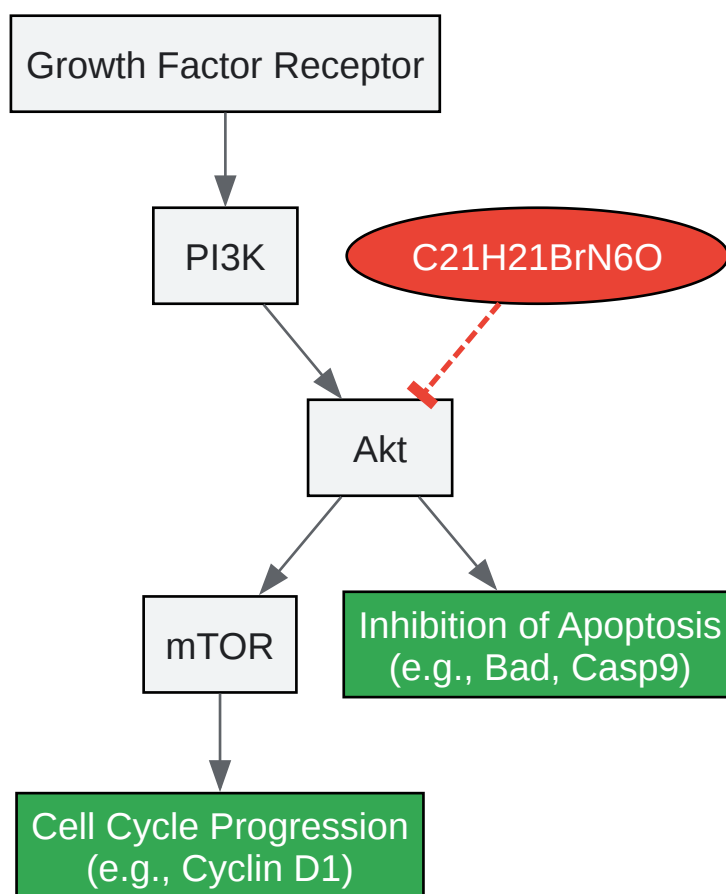 Growth Factor Receptor
PI3K
C21H21BrN6O
Akt
mTOR
Inhibition of Apoptosis
(e.g., Bad, Casp9)
Cell Cycle Progression
(e.g., Cyclin D1)